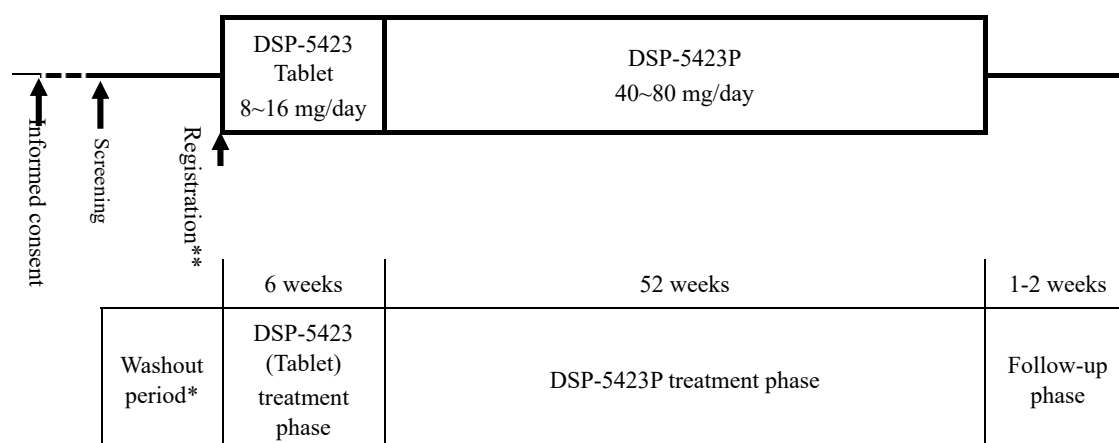 DSP-5423
Tablet
8~16 mg/day
DSP-5423P
40~80 mg/day
Informed consent
Screening
Registration**
6 weeks
52 weeks
1-2 weeks
Washout
period*
DSP-5423
(Tablet)
treatment
phase
DSP-5423P treatment phase
Follow-up
phase